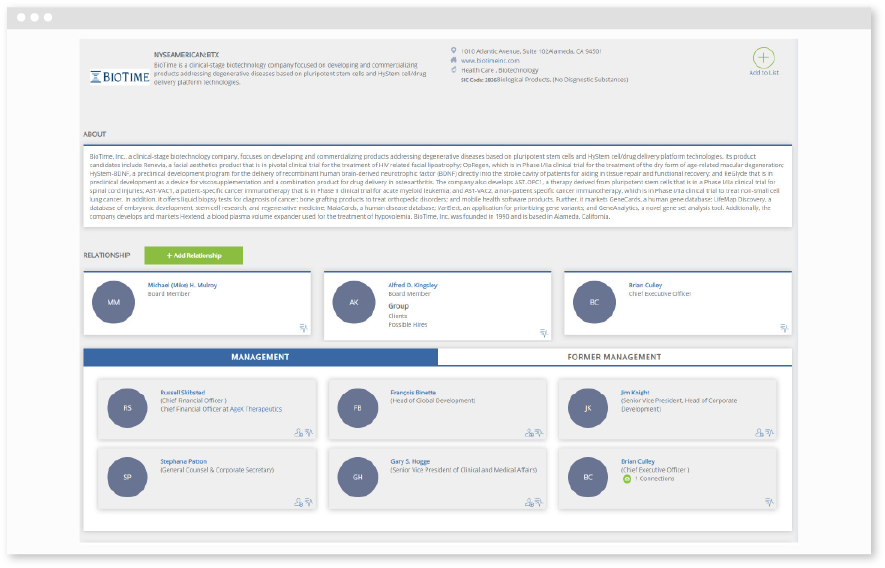 BIOTIME
NYSEAMERICAN:BTX
BioTime is a clinical-stage biotechnology company focused on developing and commercializing
products addressing degenerative diseases based on pluripotent stem cells and HyStem cell/drug
delivery platform technologies.
1010 Atlantic Avenue, Suite 102Alameda, CA 94501
www.biotimeinc.com
Health Care , Biotechnology
SIC Code: 2836Biological Products, (No Diagnostic Substances)
Add to List
ABOUT
BioTime, Inc., a clinical-stage biotechnology company, focuses on developing and commercializing products addressing degenerative diseases based on pluripotent stem cells and HyStem cell/drug delivery platform technologies. Its product
candidates include Renevia, a facial aesthetics product that is in pivotal clinical trial for the treatment of HIV related facial lipoatrophy; OpRegen, which is in Phase I/IIa clinical trial for the treatment of the dry form of age-related macular degeneration;
HyStem-BDNF, a preclinical development program for the delivery of recombinant human brain-derived neurotrophic factor (BDNF) directly into the stroke cavity of patients for aiding in tissue repair and functional recovery; and ReGlyde that is in
preclinical development as a device for viscosupplementation and a combination product for drug delivery in osteoarthritis. The company also develops AST-OPC1, a therapy derived from pluripotent stem cells that is in a Phase I/IIa clinical trial for
spinal cord injuries; AST-VAC1, a patient-specific cancer immunotherapy that is in Phase II clinical trial for acute myeloid leukemia; and AST-VAC2, a non-patient specific cancer immunotherapy, which is in Phase I/IIa clinical trial to treat non-small cell
lung cancer. In addition, it offers liquid biopsy tests for diagnosis of cancer; bone grafting products to treat orthopedic disorders; and mobile health software products. Further, it markets GeneCards, a human gene database; LifeMap Discovery, a
database of embryonic development, stem cell research, and regenerative medicine; MalaCards, a human disease database; VarElect, an application for prioritizing gene variants; and GeneAnalytics, a novel gene set analysis tool. Additionally, the
company develops and markets Hextend, a blood plasma volume expander used for the treatment of hypovolemia. BioTime, Inc. was founded in 1990 and is based in Alameda, California.
RELATIONSHIP
+ Add Relationship
MM
Michael (Mike) H. Mulroy
Board Member
AK
Alfred D. Kingsley
Board Member
Group
Clients
Possible Hires
BC
Brian Culley
Chief Executive Officer
MANAGEMENT
FORMER MANAGEMENT
RS
Russell Skibsted
(Chief Financial Officer )
Chief Financial Officer at AgeX Therapeutics
FB
François Binette
(Head of Global Development)
JK
Jim Knight
(Senior Vice President, Head of Corporate
Development)
SP
Stephana Patton
(General Counsel & Corporate Secretary)
GH
Gary S. Hogge
(Senior Vice President of Clinical and Medical Affairs)
BC
Brian Culley
(Chief Executive Officer )
1 Connections